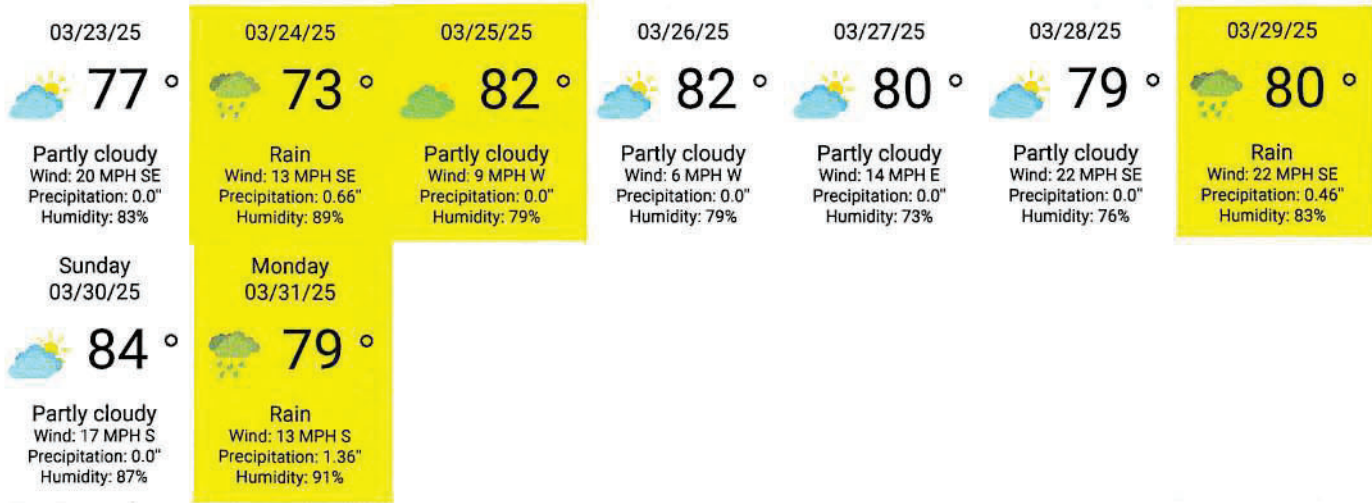 03/23/25
77 °
Partly cloudy
Wind: 20 MPH SE
Precipitation: 0.0"
Humidity: 83%
03/24/25
73 °
Rain
Wind: 13 MPH SE
Precipitation: 0.66"
Humidity: 89%
03/25/25
82 °
Partly cloudy
Wind: 9 MPH W
Precipitation: 0.0"
Humidity: 79%
03/26/25
82 °
Partly cloudy
Wind: 6 MPH W
Precipitation: 0.0"
Humidity: 79%
03/27/25
80 °
Partly cloudy
Wind: 14 MPH E
Precipitation: 0.0"
Humidity: 73%
03/28/25
79 °
Partly cloudy
Wind: 22 MPH SE
Precipitation: 0.0"
Humidity: 76%
03/29/25
80 °
Rain
Wind: 22 MPH SE
Precipitation: 0.46"
Humidity: 83%
Sunday
03/30/25
84 °
Partly cloudy
Wind: 17 MPH S
Precipitation: 0.0"
Humidity: 87%
Monday
03/31/25
79 °
Rain
Wind: 13 MPH S
Precipitation: 1.36"
Humidity: 91%